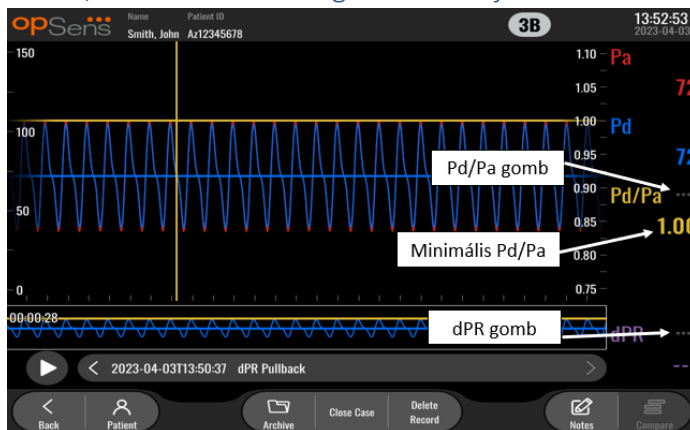 opSens
Name
Smith, John
Patient ID
Az12345678
3B
13:52:53
2023-04-03
150
100
50
0
1.10
1.05
1.00
0.95
0.90
0.85
0.80
0.75
Pa
72
Pd
72
Pd/Pa gomb
Pd/Pa
---
Minimális Pd/Pa
1.00
00:00:28
dPR gomb
dPR
---
--
< 2023-04-03T13:50:37 dPR Pullback >
Back
Patient
Archive
Close Case
Delete
Record
Notes
Compare